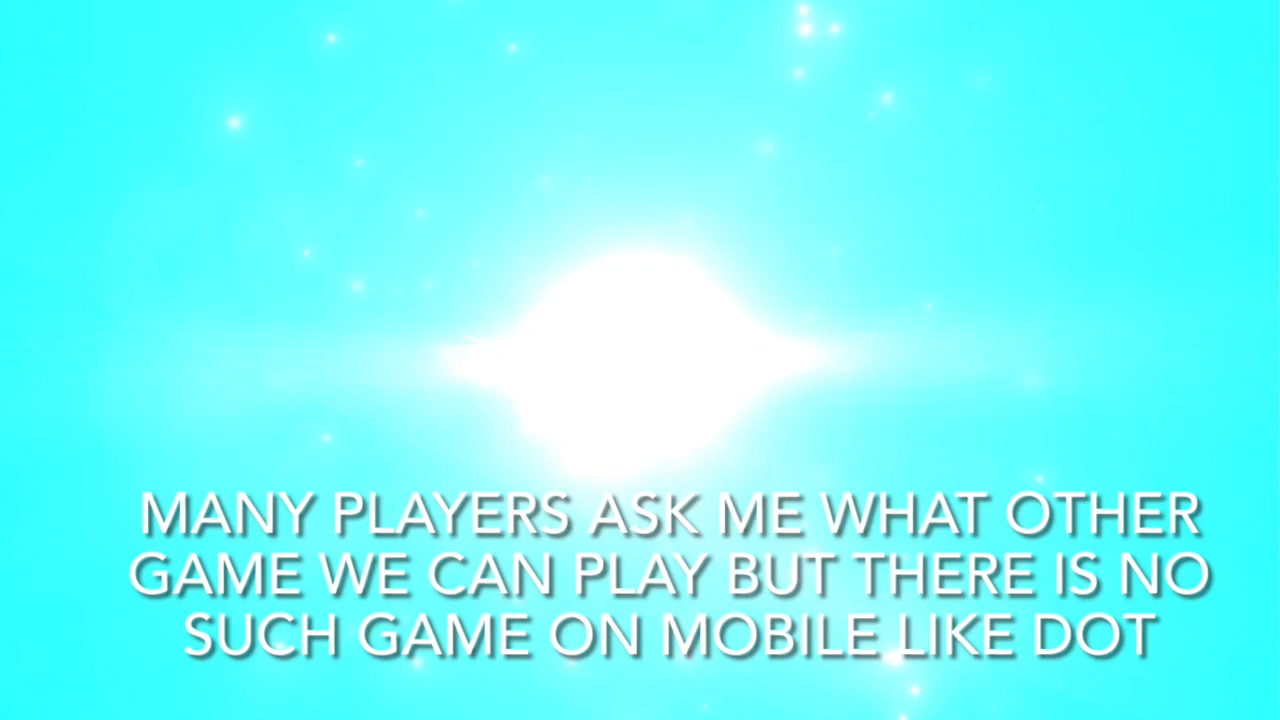 MANY PLAYERS ASK ME WHAT OTHER
GAME WE CAN PLAY BUT THERE IS NO
SUCH GAME ON MOBILE LIKE DOT